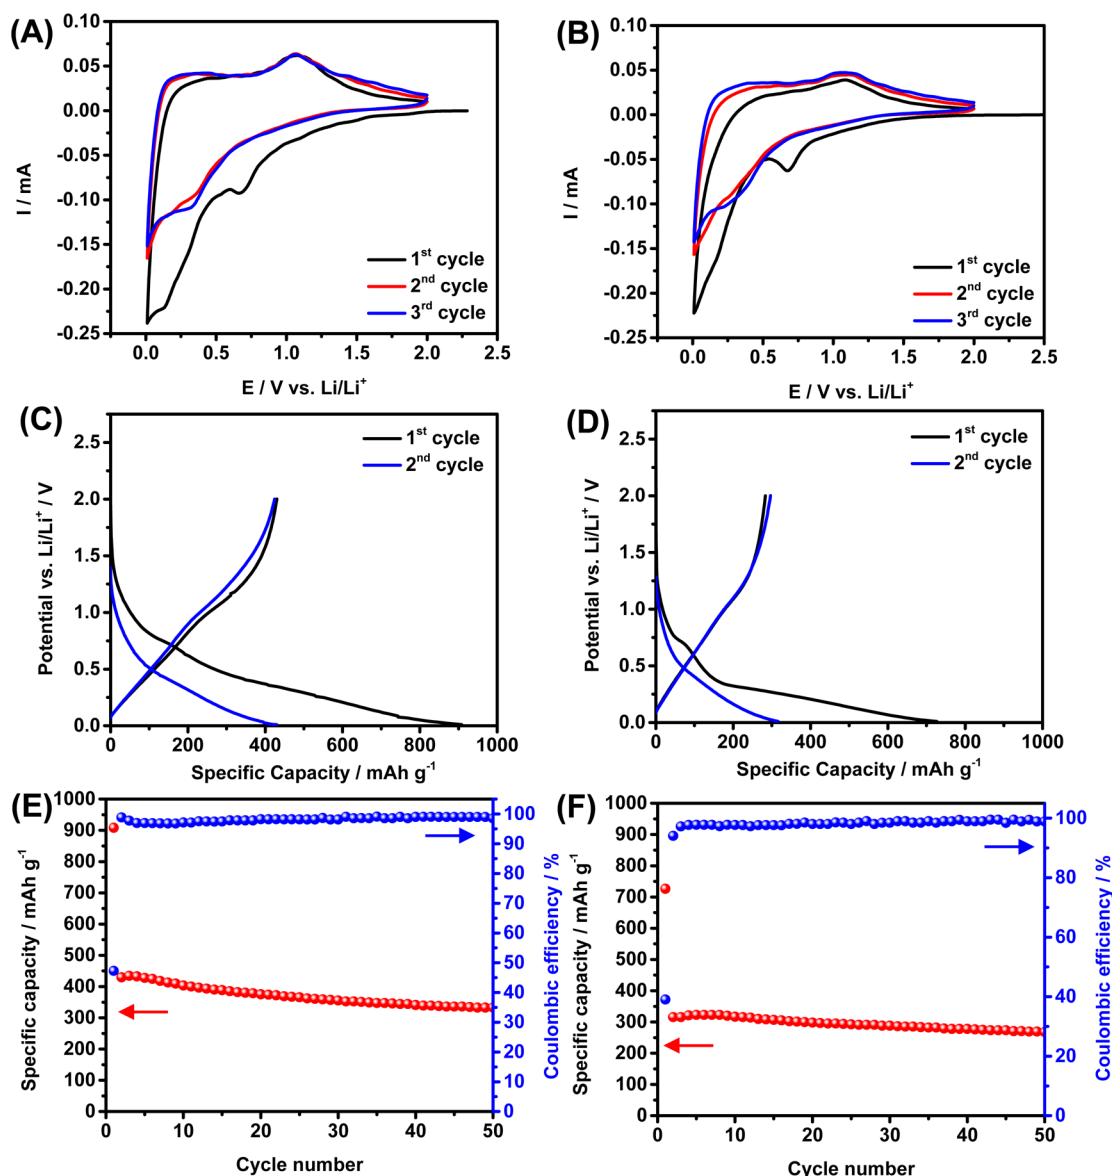 (A)
0.10
0.05
0.00
-0.05
-0.10
-0.15
-0.20
-0.25
I / mA
1st cycle
2nd cycle
3rd cycle
0.0 0.5 1.0 1.5 2.0 2.5
E / V vs. Li/Li+
(B)
0.10
0.05
0.00
-0.05
-0.10
-0.15
-0.20
-0.25
I / mA
1st cycle
2nd cycle
3rd cycle
0.0 0.5 1.0 1.5 2.0 2.5
E / V vs. Li/Li+
(C)
2.5
2.0
1.5
1.0
0.5
0.0
Potential vs. Li/Li+ / V
1st cycle
2nd cycle
0 200 400 600 800 1000
Specific Capacity / mAh g-1
(D)
2.5
2.0
1.5
1.0
0.5
0.0
Potential vs. Li/Li+ / V
1st cycle
2nd cycle
0 200 400 600 800 1000
Specific Capacity / mAh g-1
(E)
1000
900
800
700
600
500
400
300
200
100
0
Specific capacity / mAh g-1
100
90
80
70
60
50
40
30
20
10
0
Coulombic efficiency / %
0 10 20 30 40 50
Cycle number
(F)
1000
900
800
700
600
500
400
300
200
100
0
Specific capacity / mAh g-1
100
80
60
40
20
0
Coulombic efficiency / %
0 10 20 30 40 50
Cycle number